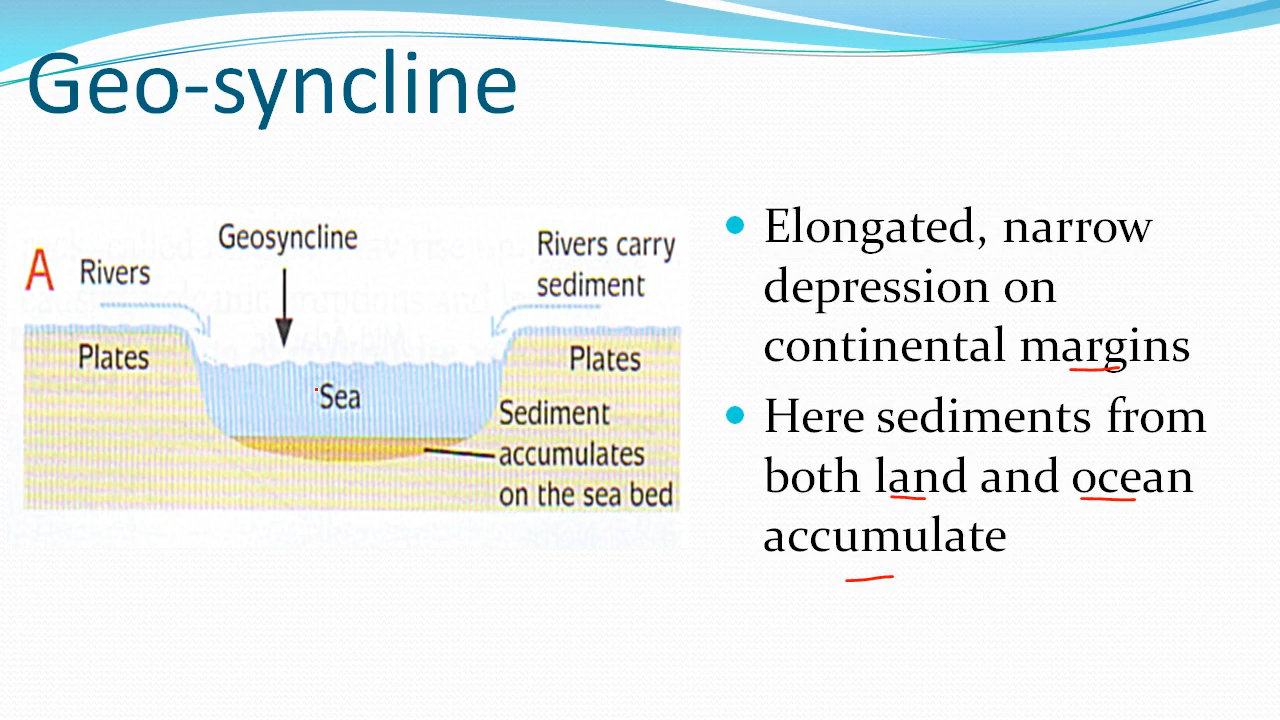 Geo-syncline
Geosyncline
A
Rivers
Rivers carry
sediment
Plates
Plates
Sea
Sediment
accumulates
on the sea bed
Elongated, narrow
depression on
continental margins
Here sediments from
both land and ocean
accumulate